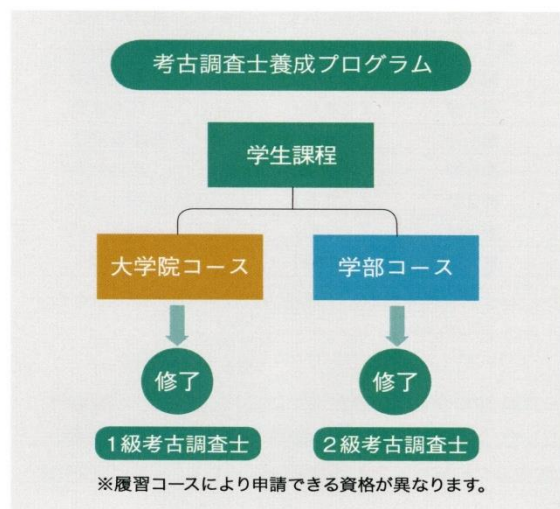 考古調査士養成プログラム
学生課程
大学院コース
学部コース
修了
修了
1級考古調査士
2級考古調査士
※履習コースにより申請できる資格が異なります。